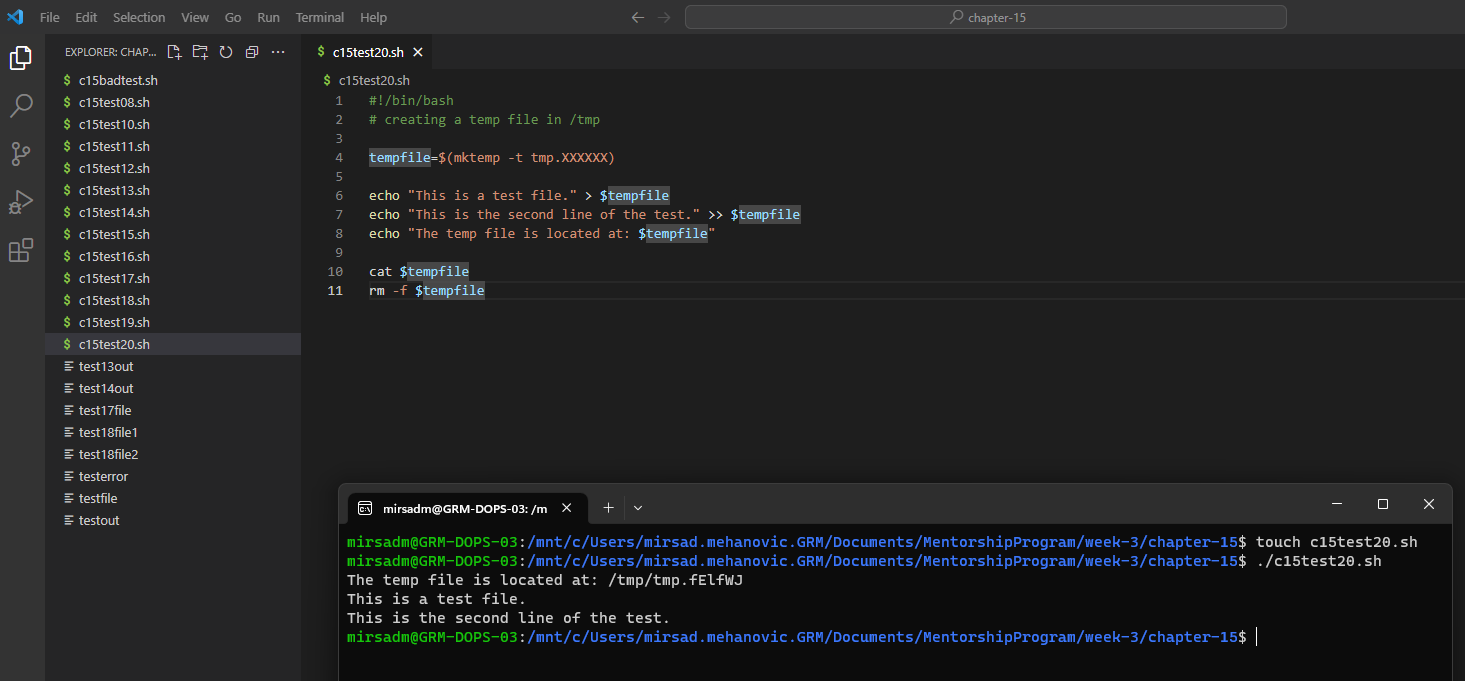 File Edit Selection View Go Run Terminal Help
chapter-15
EXPLORER: CHAP...
c15badtest.sh
c15test08.sh
c15test10.sh
c15test11.sh
c15test12.sh
c15test13.sh
c15test14.sh
c15test15.sh
c15test16.sh
c15test17.sh
c15test18.sh
c15test19.sh
c15test20.sh
test13out
test14out
test17file
test18file1
test18file2
testerror
testfile
testout
$ c15test20.sh
$ c15test20.sh
1 #!/bin/bash
2 # creating a temp file in /tmp
3
4 tempfile=$(mktemp -t tmp.XXXXXX)
5
6 echo "This is a test file." > $tempfile
7 echo "This is the second line of the test." >> $tempfile
8 echo "The temp file is located at: $tempfile"
9
10 cat $tempfile
11 rm -f $tempfile
mirsadm@GRM-DOPS-03: /m
mirsadm@GRM-DOPS-03:/mnt/c/Users/mirsad.mehanovic.GRM/Documents/MentorshipProgram/week-3/chapter-15$ touch c15test20.sh
mirsadm@GRM-DOPS-03:/mnt/c/Users/mirsad.mehanovic.GRM/Documents/MentorshipProgram/week-3/chapter-15$ ./c15test20.sh
The temp file is located at: /tmp/tmp.fElfWJ
This is a test file.
This is the second line of the test.
mirsadm@GRM-DOPS-03:/mnt/c/Users/mirsad.mehanovic.GRM/Documents/MentorshipProgram/week-3/chapter-15$